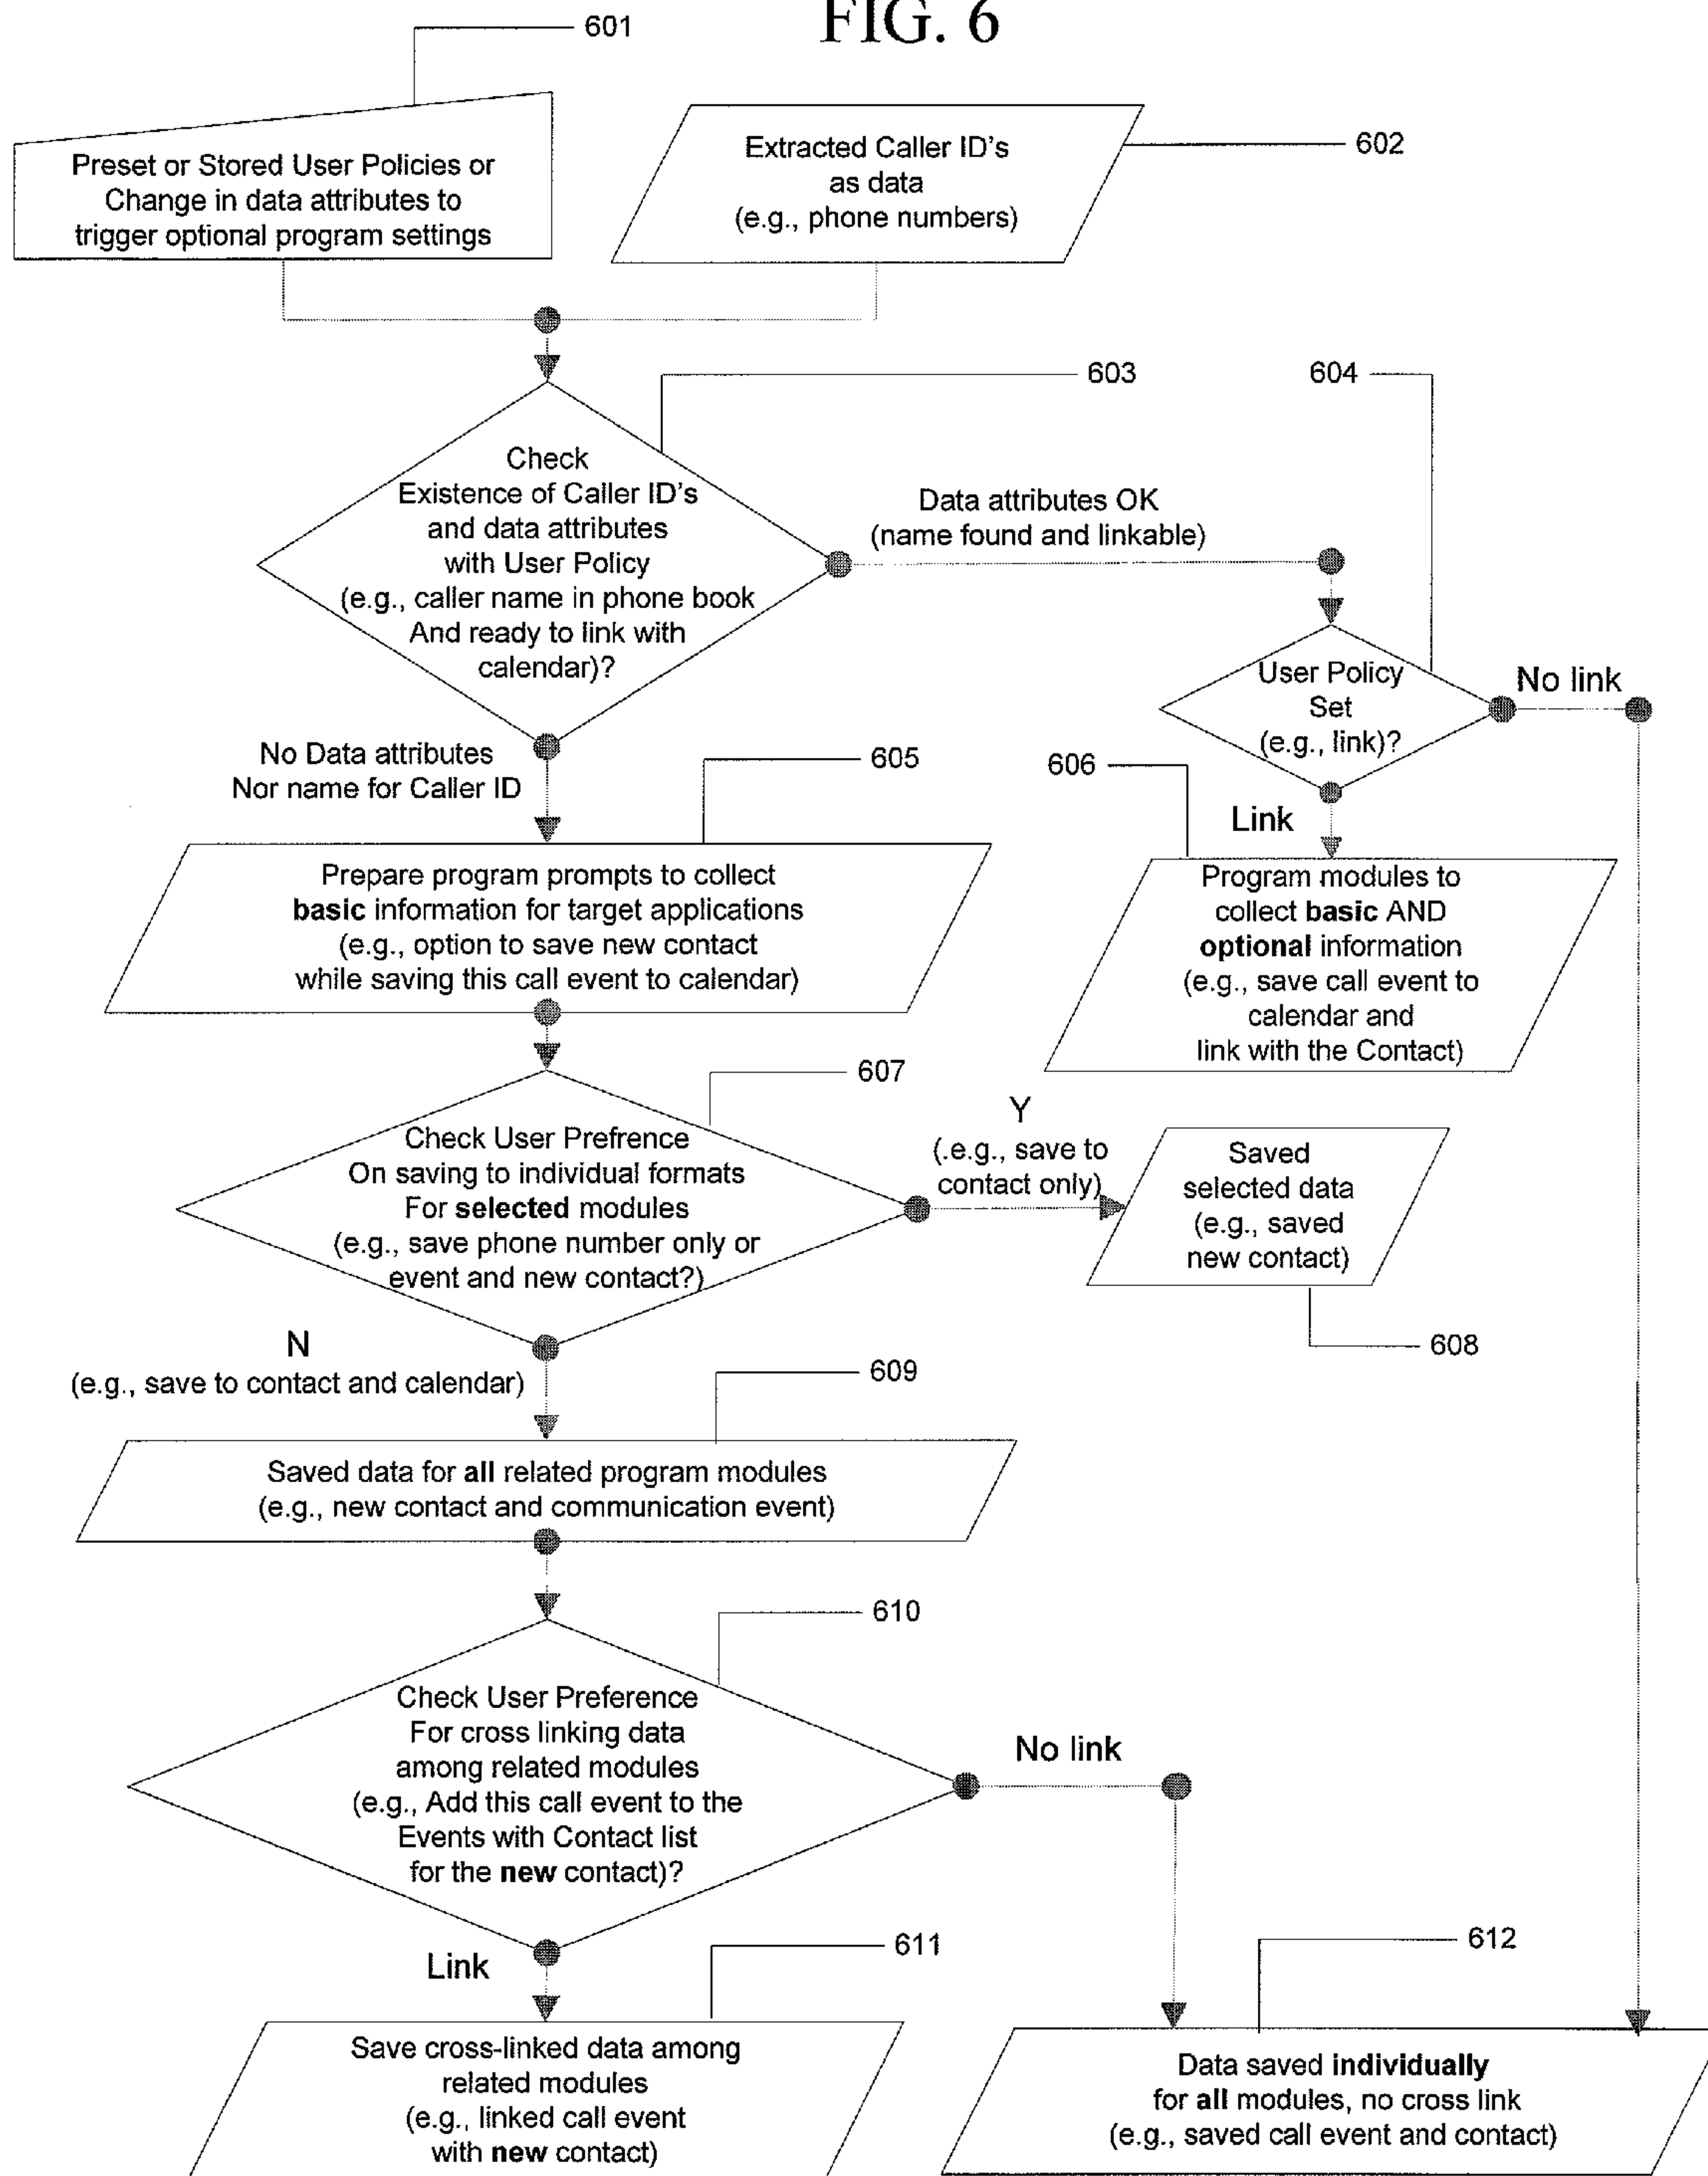 FIG. 6
601
Preset or Stored User Policies or
Change in data attributes to
trigger optional program settings
Extracted Caller ID's
as data
(e.g., phone numbers)
602
603
604
Check
Existence of Caller ID's
and data attributes
with User Policy
(e.g., caller name in phone book
And ready to link with
calendar)?
Data attributes OK
(name found and linkable)
User Policy
Set
(e.g., link)?
No link
No Data attributes
Nor name for Caller ID
605
606
Link
Prepare program prompts to collect
basic information for target applications
(e.g., option to save new contact
while saving this call event to calendar)
Program modules to
collect basic AND
optional information
(e.g., save call event to
calendar and
link with the Contact)
607
Check User Prefrence
On saving to individual formats
For selected modules
(e.g., save phone number only or
event and new contact?)
Y
(.e.g., save to
contact only)
Saved
selected data
(e.g., saved
new contact)
608
N
(e.g., save to contact and calendar)
609
Saved data for all related program modules
(e.g., new contact and communication event)
610
Check User Preference
For cross linking data
among related modules
(e.g., Add this call event to the
Events with Contact list
for the new contact)?
No link
Link
611
612
Save cross-linked data among
related modules
(e.g., linked call event
with new contact)
Data saved individually
for all modules, no cross link
(e.g., saved call event and contact)